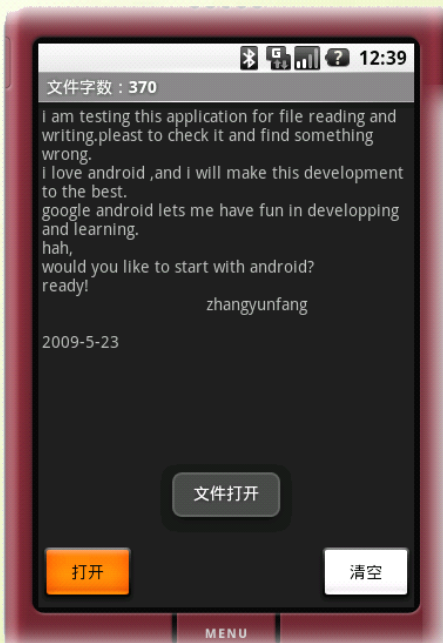 G
?
12:39
文件字数：370
i am testing this application for file reading and
writing.pleast to check it and find something
wrong.
i love android ,and i will make this development
to the best.
google android lets me have fun in developping
and learning.
hah,
would you like to start with android?
ready!
zhangyunfang
2009-5-23
文件打开
打开
清空
MENU